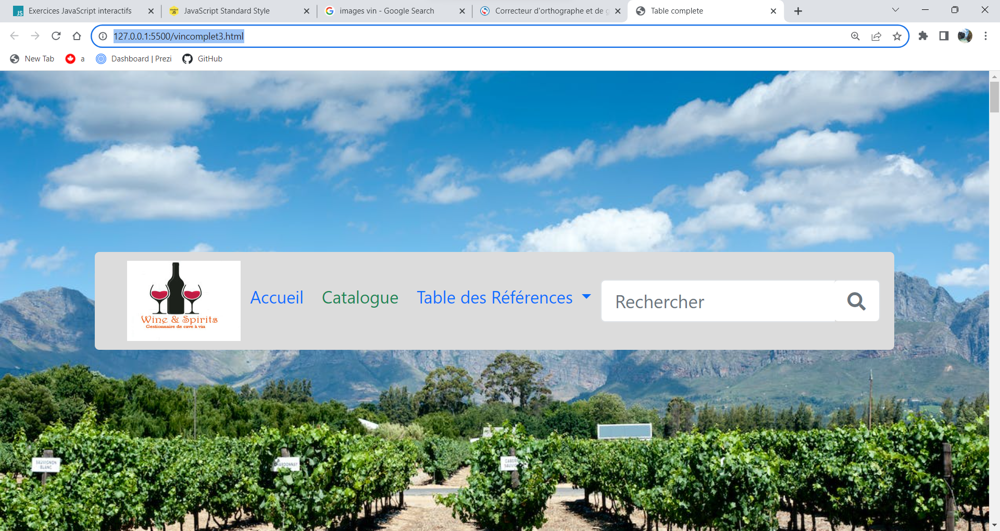 Exercices JavaScript interactifs
JavaScript Standard Style
images vin - Google Search
Correcteur d'orthographe et de g
Table complete
127.0.0.1:5500/vincomplet3.html
New Tab
a
Dashboard | Prezi
GitHub
Wine & Spirits
Gestionnaire de cave à vin
Accueil
Catalogue
Table des Références
Rechercher
SAUVIGNON
BLANC
CHARDONNAY